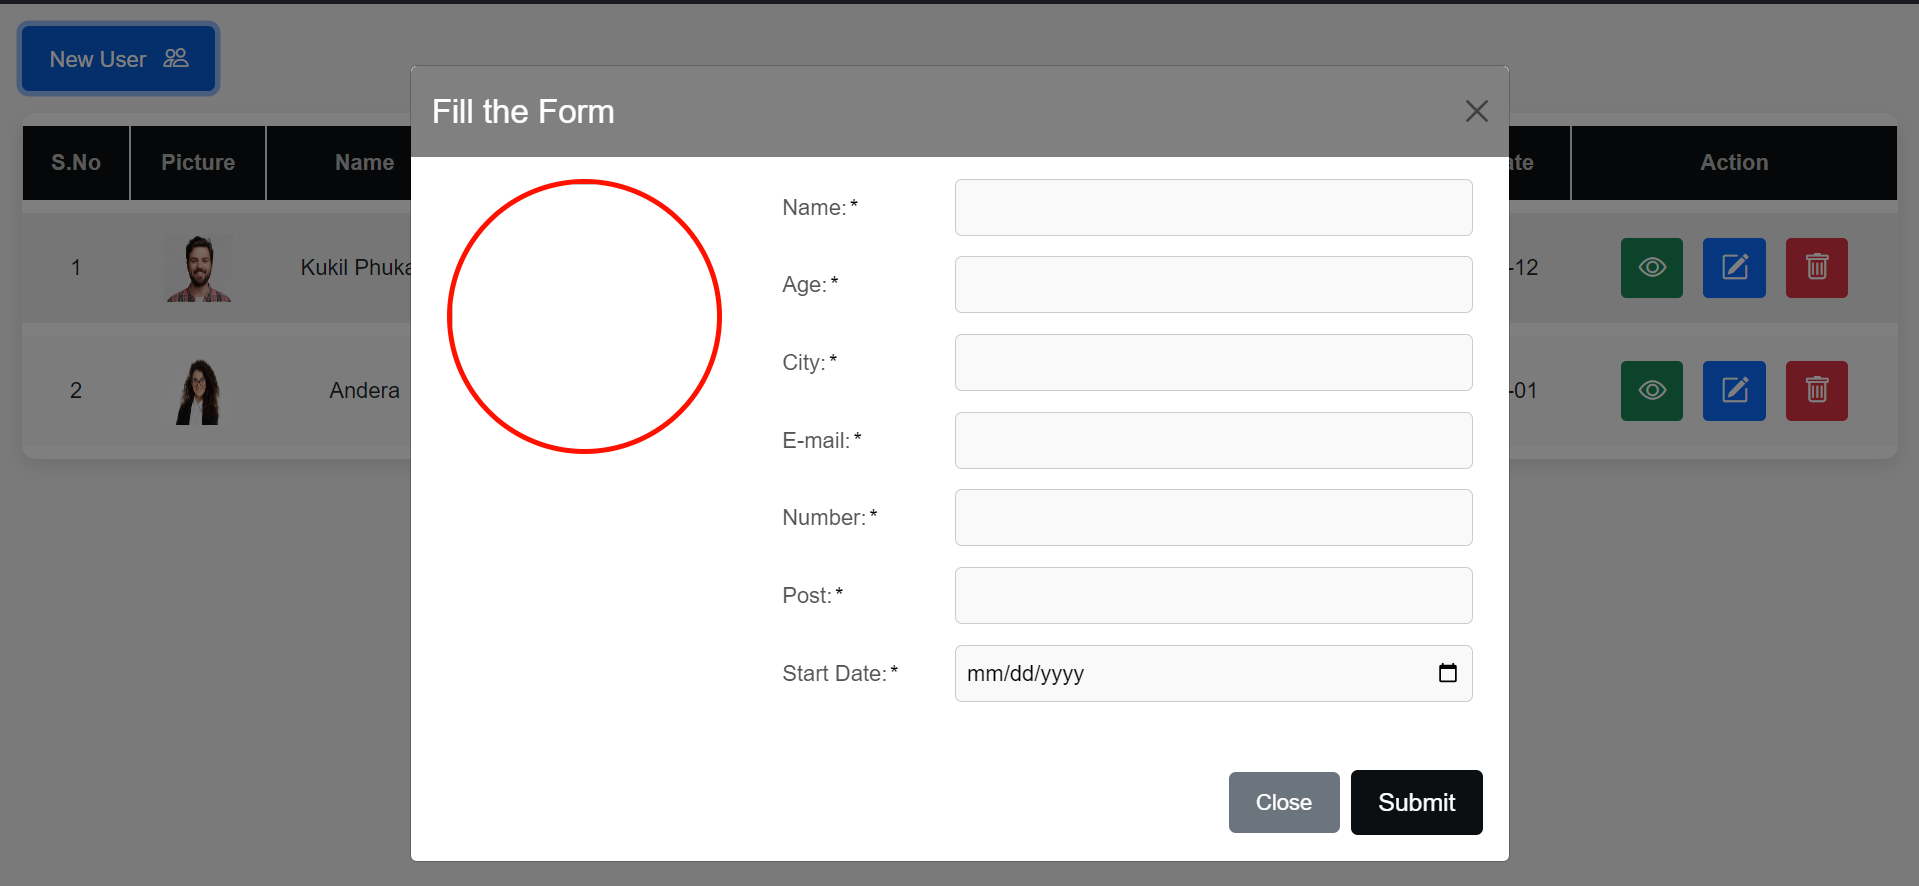 New User
Fill the Form
S.No Picture Name Action
Name:*
1 Kukil Phuka -12
Age:*
City:*
2 Andera -01
E-mail:*
Number:*
Post:*
Start Date:* mm/dd/yyyy
Close Submit